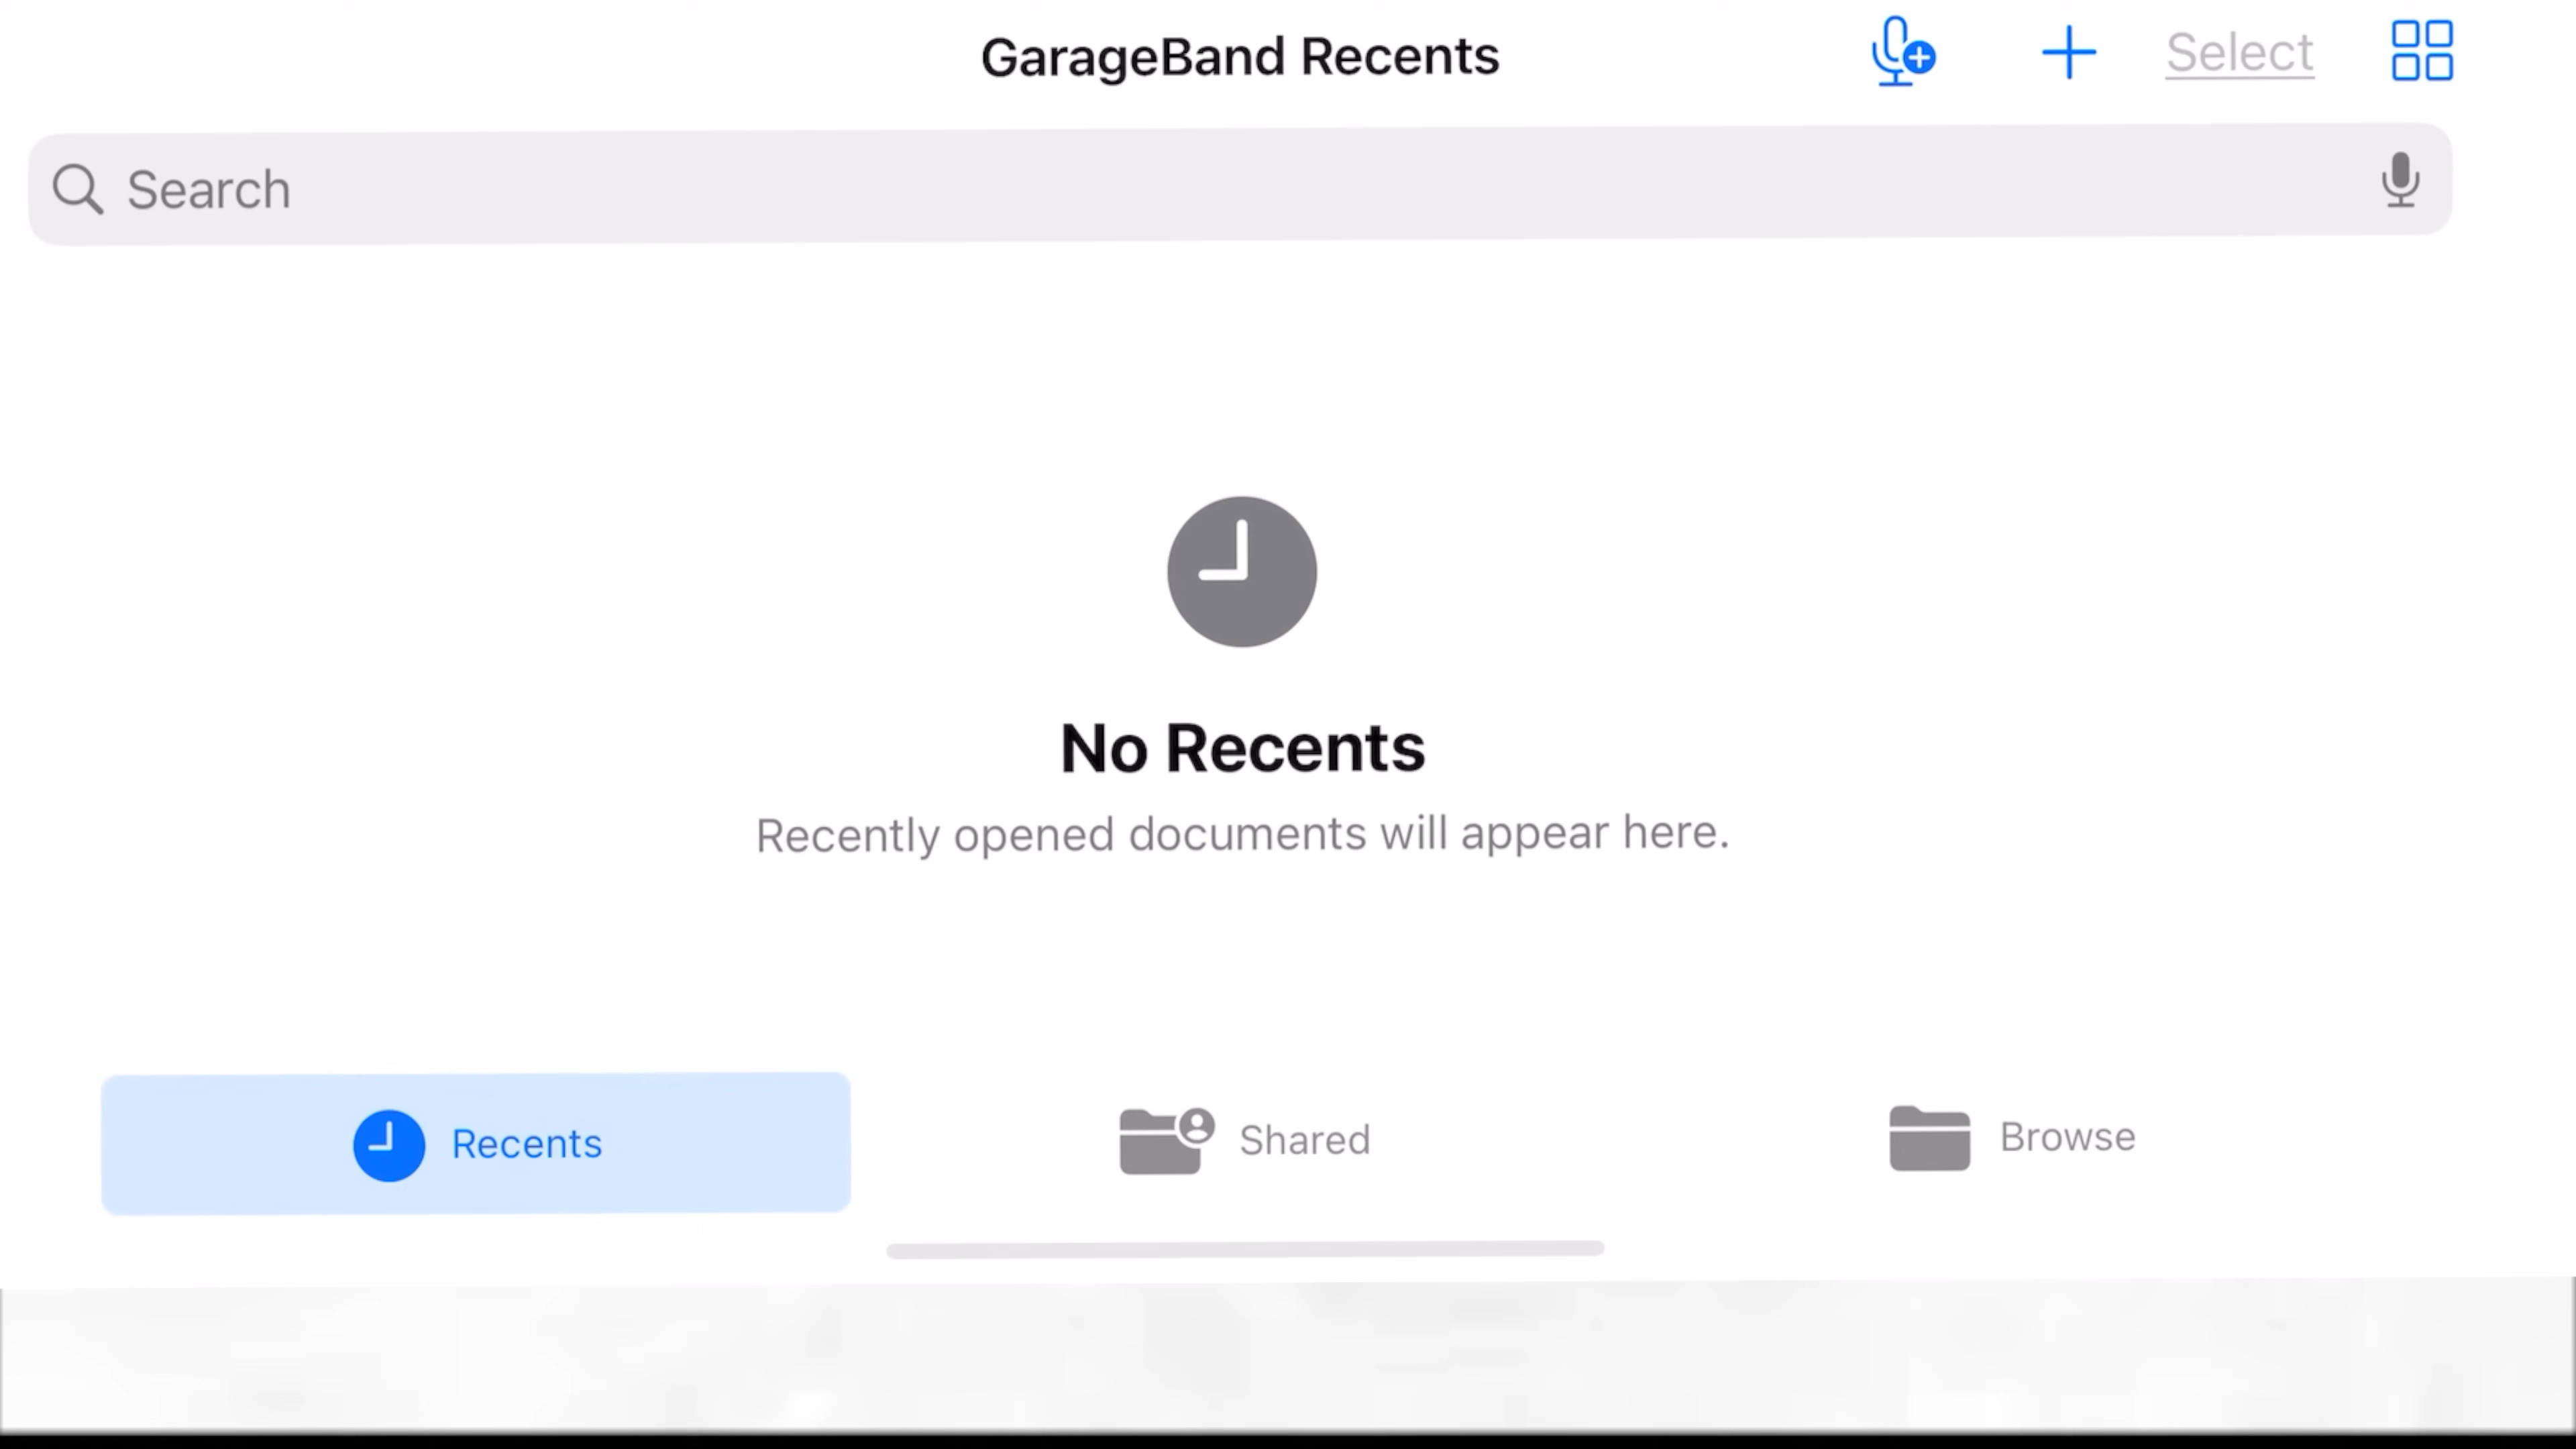 GarageBand Recents
Select
Search
No Recents
Recently opened documents will appear here.
Recents
Shared
Browse